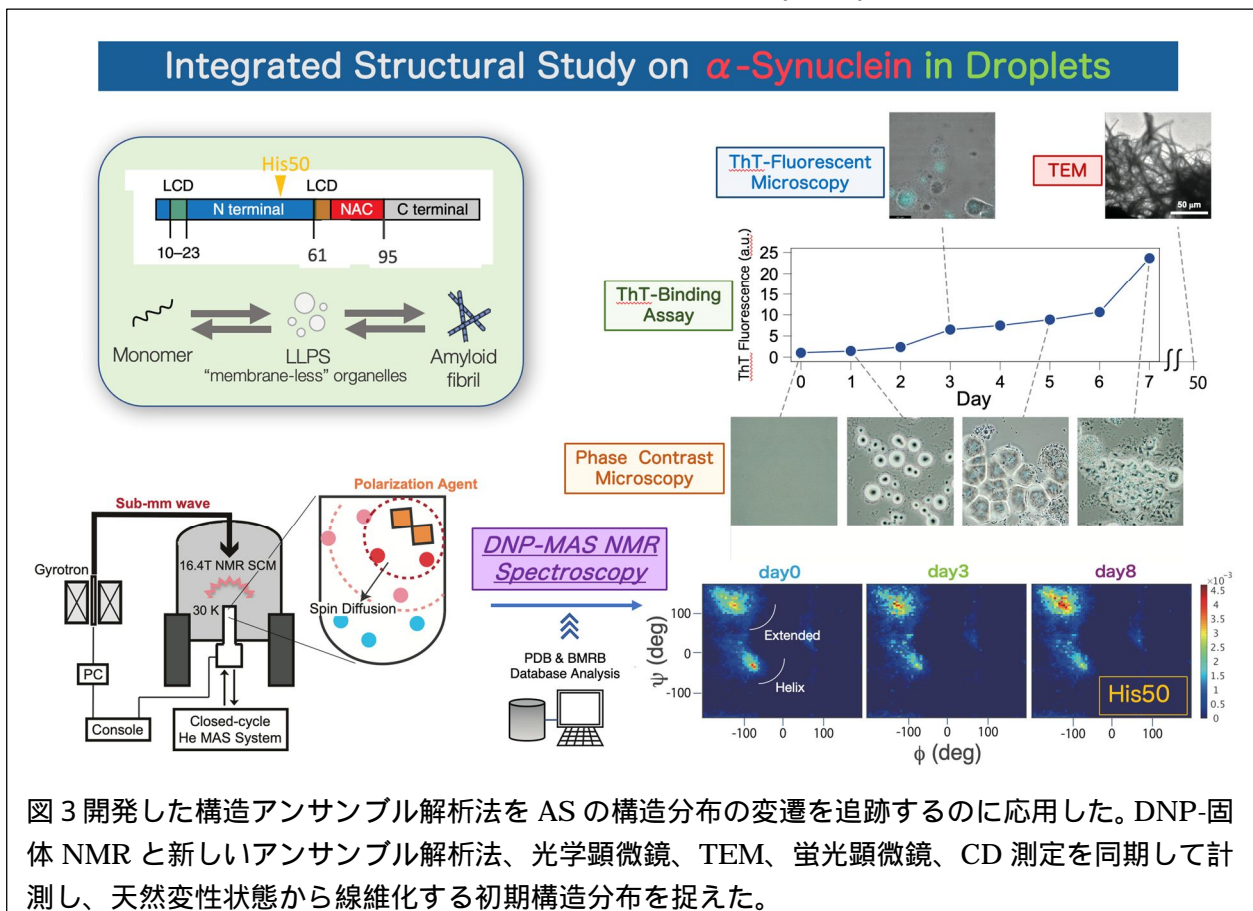 Integrated Structural Study on α-Synuclein in Droplets
His50
LCD
LCD
N terminal
NAC
C terminal
10–23
61
95
Monomer
LLPS
"membrane-less" organelles
Amyloid
fibril
ThT-Fluorescent
Microscopy
TEM
50 μm
ThT-Binding
Assay
ThT Fluorescence (a.u.)
25
20
15
10
5
0
0 1 2 3 4 5 6 7 50
Day
Phase Contrast
Microscopy
Sub-mm wave
Gyrotron
16.4T NMR SCM
30 K
PC
Console
Closed-cycle
He MAS System
Polarization Agent
Spin Diffusion
DNP-MAS NMR
Spectroscopy
PDB & BMRB
Database Analysis
day0
day3
day8
×10⁻³
4.5
4
3.5
3
2.5
2
1.5
1
0.5
0
ψ (deg)
100
0
-100
Extended
Helix
His50
-100 0 100
-100 0 100
-100 0 100
ϕ (deg)
図 3 開発した構造アンサンブル解析法を AS の構造分布の変遷を追跡するのに応用した。DNP-固
体 NMR と新しいアンサンブル解析法、光学顕微鏡、TEM、蛍光顕微鏡、CD 測定を同期して計
測し、天然変性状態から線維化する初期構造分布を捉えた。